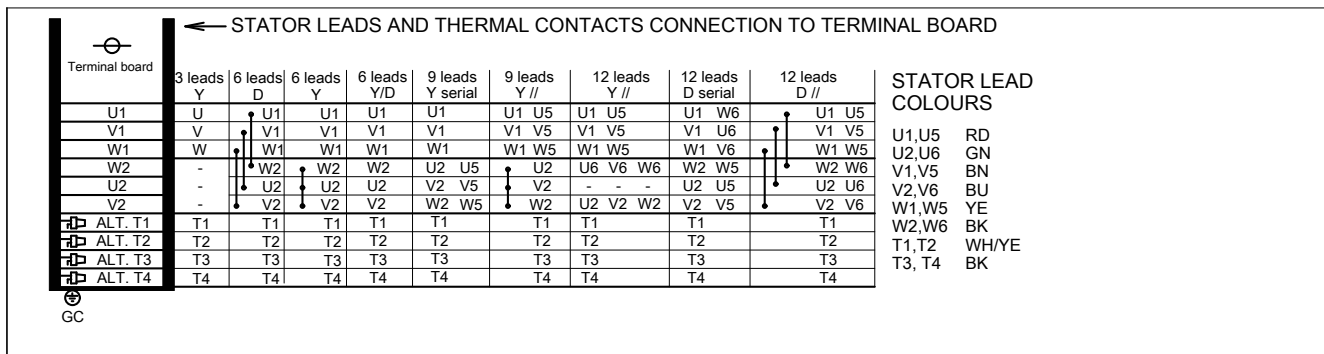 STATOR LEADS AND THERMAL CONTACTS CONNECTION TO TERMINAL BOARD
Terminal board 3 leads Y 6 leads D 6 leads Y 6 leads Y/D 9 leads Y serial 9 leads Y // 12 leads Y // 12 leads D serial 12 leads D //
U1 U U1 U1 U1 U1 U1 U5 U1 U5 U1 W6 U1 U5
V1 V V1 V1 V1 V1 V1 V5 V1 V5 V1 U6 V1 V5
W1 W W1 W1 W1 W1 W1 W5 W1 W5 W1 V6 W1 W5
W2 - W2 W2 W2 U2 U5 U2 U6 V6 W6 W2 W5 W2 W6
U2 - U2 U2 U2 V2 V5 V2 - - - U2 U5 U2 U6
V2 - V2 V2 V2 W2 W5 W2 U2 V2 W2 V2 V5 V2 V6
ALT. T1 T1 T1 T1 T1 T1 T1 T1 T1 T1
ALT. T2 T2 T2 T2 T2 T2 T2 T2 T2 T2
ALT. T3 T3 T3 T3 T3 T3 T3 T3 T3 T3
ALT. T4 T4 T4 T4 T4 T4 T4 T4 T4 T4
GC
STATOR LEAD
COLOURS
U1,U5 RD
U2,U6 GN
V1,V5 BN
V2,V6 BU
W1,W5 YE
W2,W6 BK
T1,T2 WH/YE
T3, T4 BK